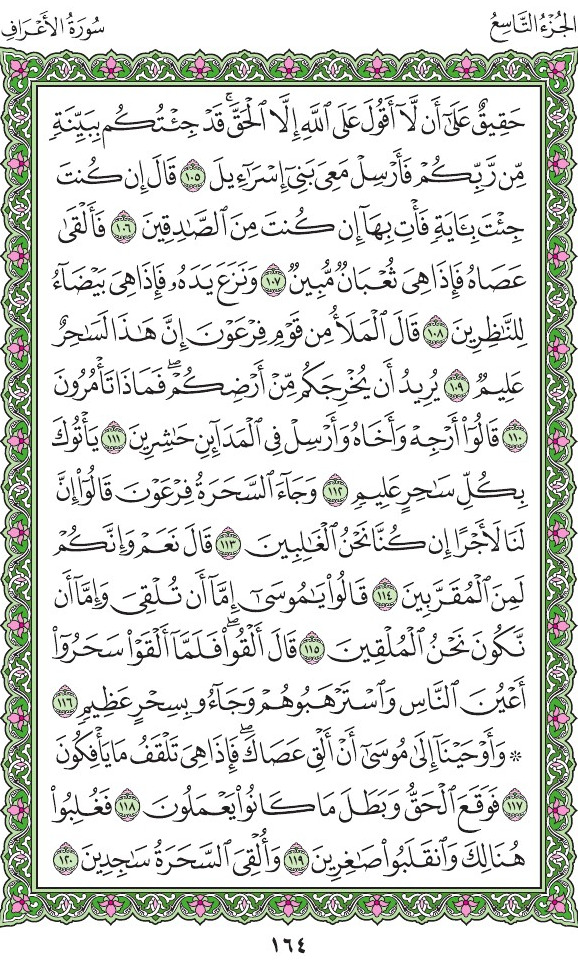 الجُزْءُ التَّاسِعُ
سُورَةُ الأَعْرَافِ
حَقِيقٌ عَلَىٰٓ أَن لَّآ أَقُولَ عَلَى ٱللَّهِ إِلَّا ٱلْحَقَّۚ قَدْ جِئْتُكُم بِبَيِّنَةٍ
مِّن رَّبِّكُمْ فَأَرْسِلْ مَعِىَ بَنِىٓ إِسْرَٰٓءِيلَ ١٠٥ قَالَ إِن كُنتَ
جِئْتَ بِـَٔايَةٍ فَأْتِ بِهَآ إِن كُنتَ مِنَ ٱلصَّٰدِقِينَ ١٠٦ فَأَلْقَىٰ
عَصَاهُ فَإِذَا هِىَ ثُعْبَانٌ مُّبِينٌ ١٠٧ وَنَزَعَ يَدَهُۥ فَإِذَا هِىَ بَيْضَآءُ
لِلنَّٰظِرِينَ ١٠٨ قَالَ ٱلْمَلَأُ مِن قَوْمِ فِرْعَوْنَ إِنَّ هَٰذَا لَسَٰحِرٌ
عَلِيمٌ ١٠٩ يُرِيدُ أَن يُخْرِجَكُم مِّنْ أَرْضِكُمْۖ فَمَاذَا تَأْمُرُونَ
١١٠ قَالُوٓا۟ أَرْجِهْ وَأَخَاهُ وَأَرْسِلْ فِى ٱلْمَدَآئِنِ حَٰشِرِينَ ١١١ يَأْتُوكَ
بِكُلِّ سَٰحِرٍ عَلِيمٍ ١١٢ وَجَآءَ ٱلسَّحَرَةُ فِرْعَوْنَ قَالُوٓا۟ إِنَّ
لَنَا لَأَجْرًا إِن كُنَّا نَحْنُ ٱلْغَٰلِبِينَ ١١٣ قَالَ نَعَمْ وَإِنَّكُمْ
لَمِنَ ٱلْمُقَرَّبِينَ ١١٤ قَالُوا۟ يَٰمُوسَىٰٓ إِمَّآ أَن تُلْقِىَ وَإِمَّآ أَن
نَّكُونَ نَحْنُ ٱلْمُلْقِينَ ١١٥ قَالَ أَلْقُوا۟ۖ فَلَمَّآ أَلْقَوْا۟ سَحَرُوٓا۟
أَعْيُنَ ٱلنَّاسِ وَٱسْتَرْهَبُوهُمْ وَجَآءُو بِسِحْرٍ عَظِيمٍ ١١٦
۞ وَأَوْحَيْنَآ إِلَىٰ مُوسَىٰٓ أَنْ أَلْقِ عَصَاكَۖ فَإِذَا هِىَ تَلْقَفُ مَا يَأْفِكُونَ
١١٧ فَوَقَعَ ٱلْحَقُّ وَبَطَلَ مَا كَانُوا۟ يَعْمَلُونَ ١١٨ فَغُلِبُوا۟
هُنَالِكَ وَٱنقَلَبُوا۟ صَٰغِرِينَ ١١٩ وَأُلْقِىَ ٱلسَّحَرَةُ سَٰجِدِينَ ١٢٠
١٦٤